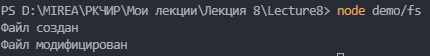 PS D:\MIREA\РКЧИР\Мои лекции\Лекция 8\Lecture8> node demo/fs
Файл создан
Файл модифицирован